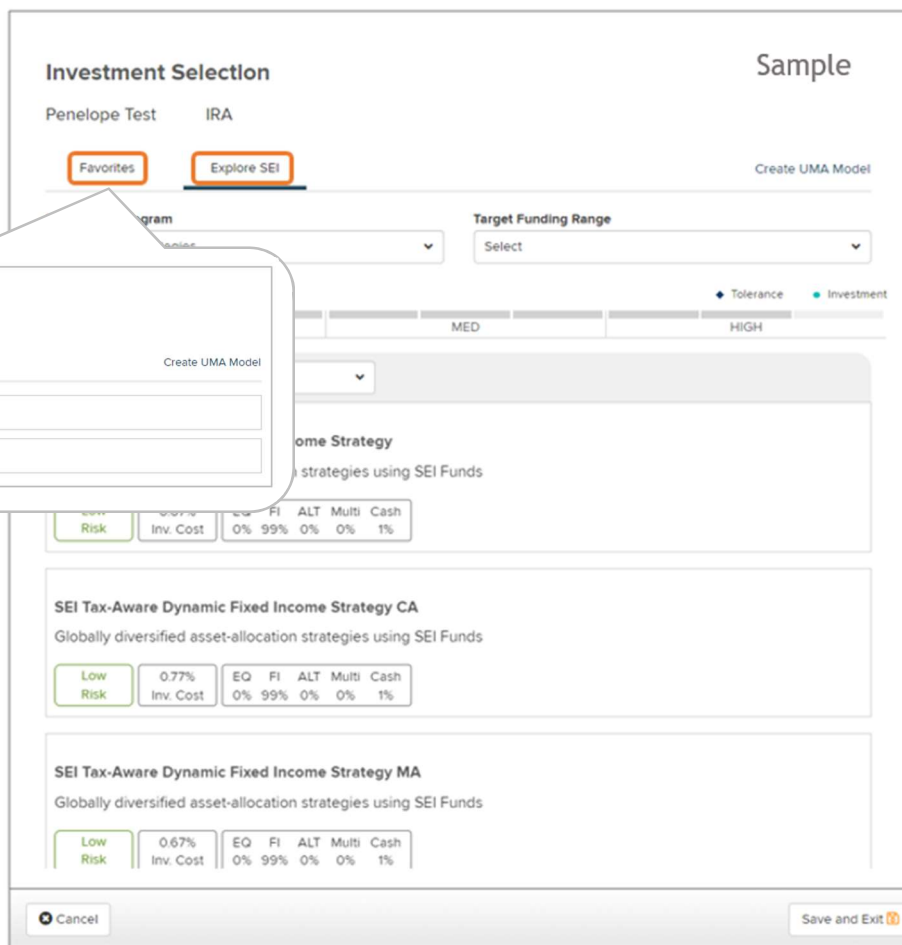 Investment Selection
Sample
Penelope Test IRA
Favorites Explore SEI Create UMA Model
Target Funding Range
Select
Tolerance Investment
MED HIGH
Create UMA Model
Strategy
strategies using SEI Funds
FI ALT Multi Cash
Risk Inv. Cost 0% 99% 0% 0% 1%
SEI Tax-Aware Dynamic Fixed Income Strategy CA
Globally diversified asset-allocation strategies using SEI Funds
Low 0.77% EQ FI ALT Multi Cash
Risk Inv. Cost 0% 99% 0% 0% 1%
SEI Tax-Aware Dynamic Fixed Income Strategy MA
Globally diversified asset-allocation strategies using SEI Funds
Low 0.67% EQ FI ALT Multi Cash
Risk Inv. Cost 0% 99% 0% 0% 1%
Cancel Save and Exit